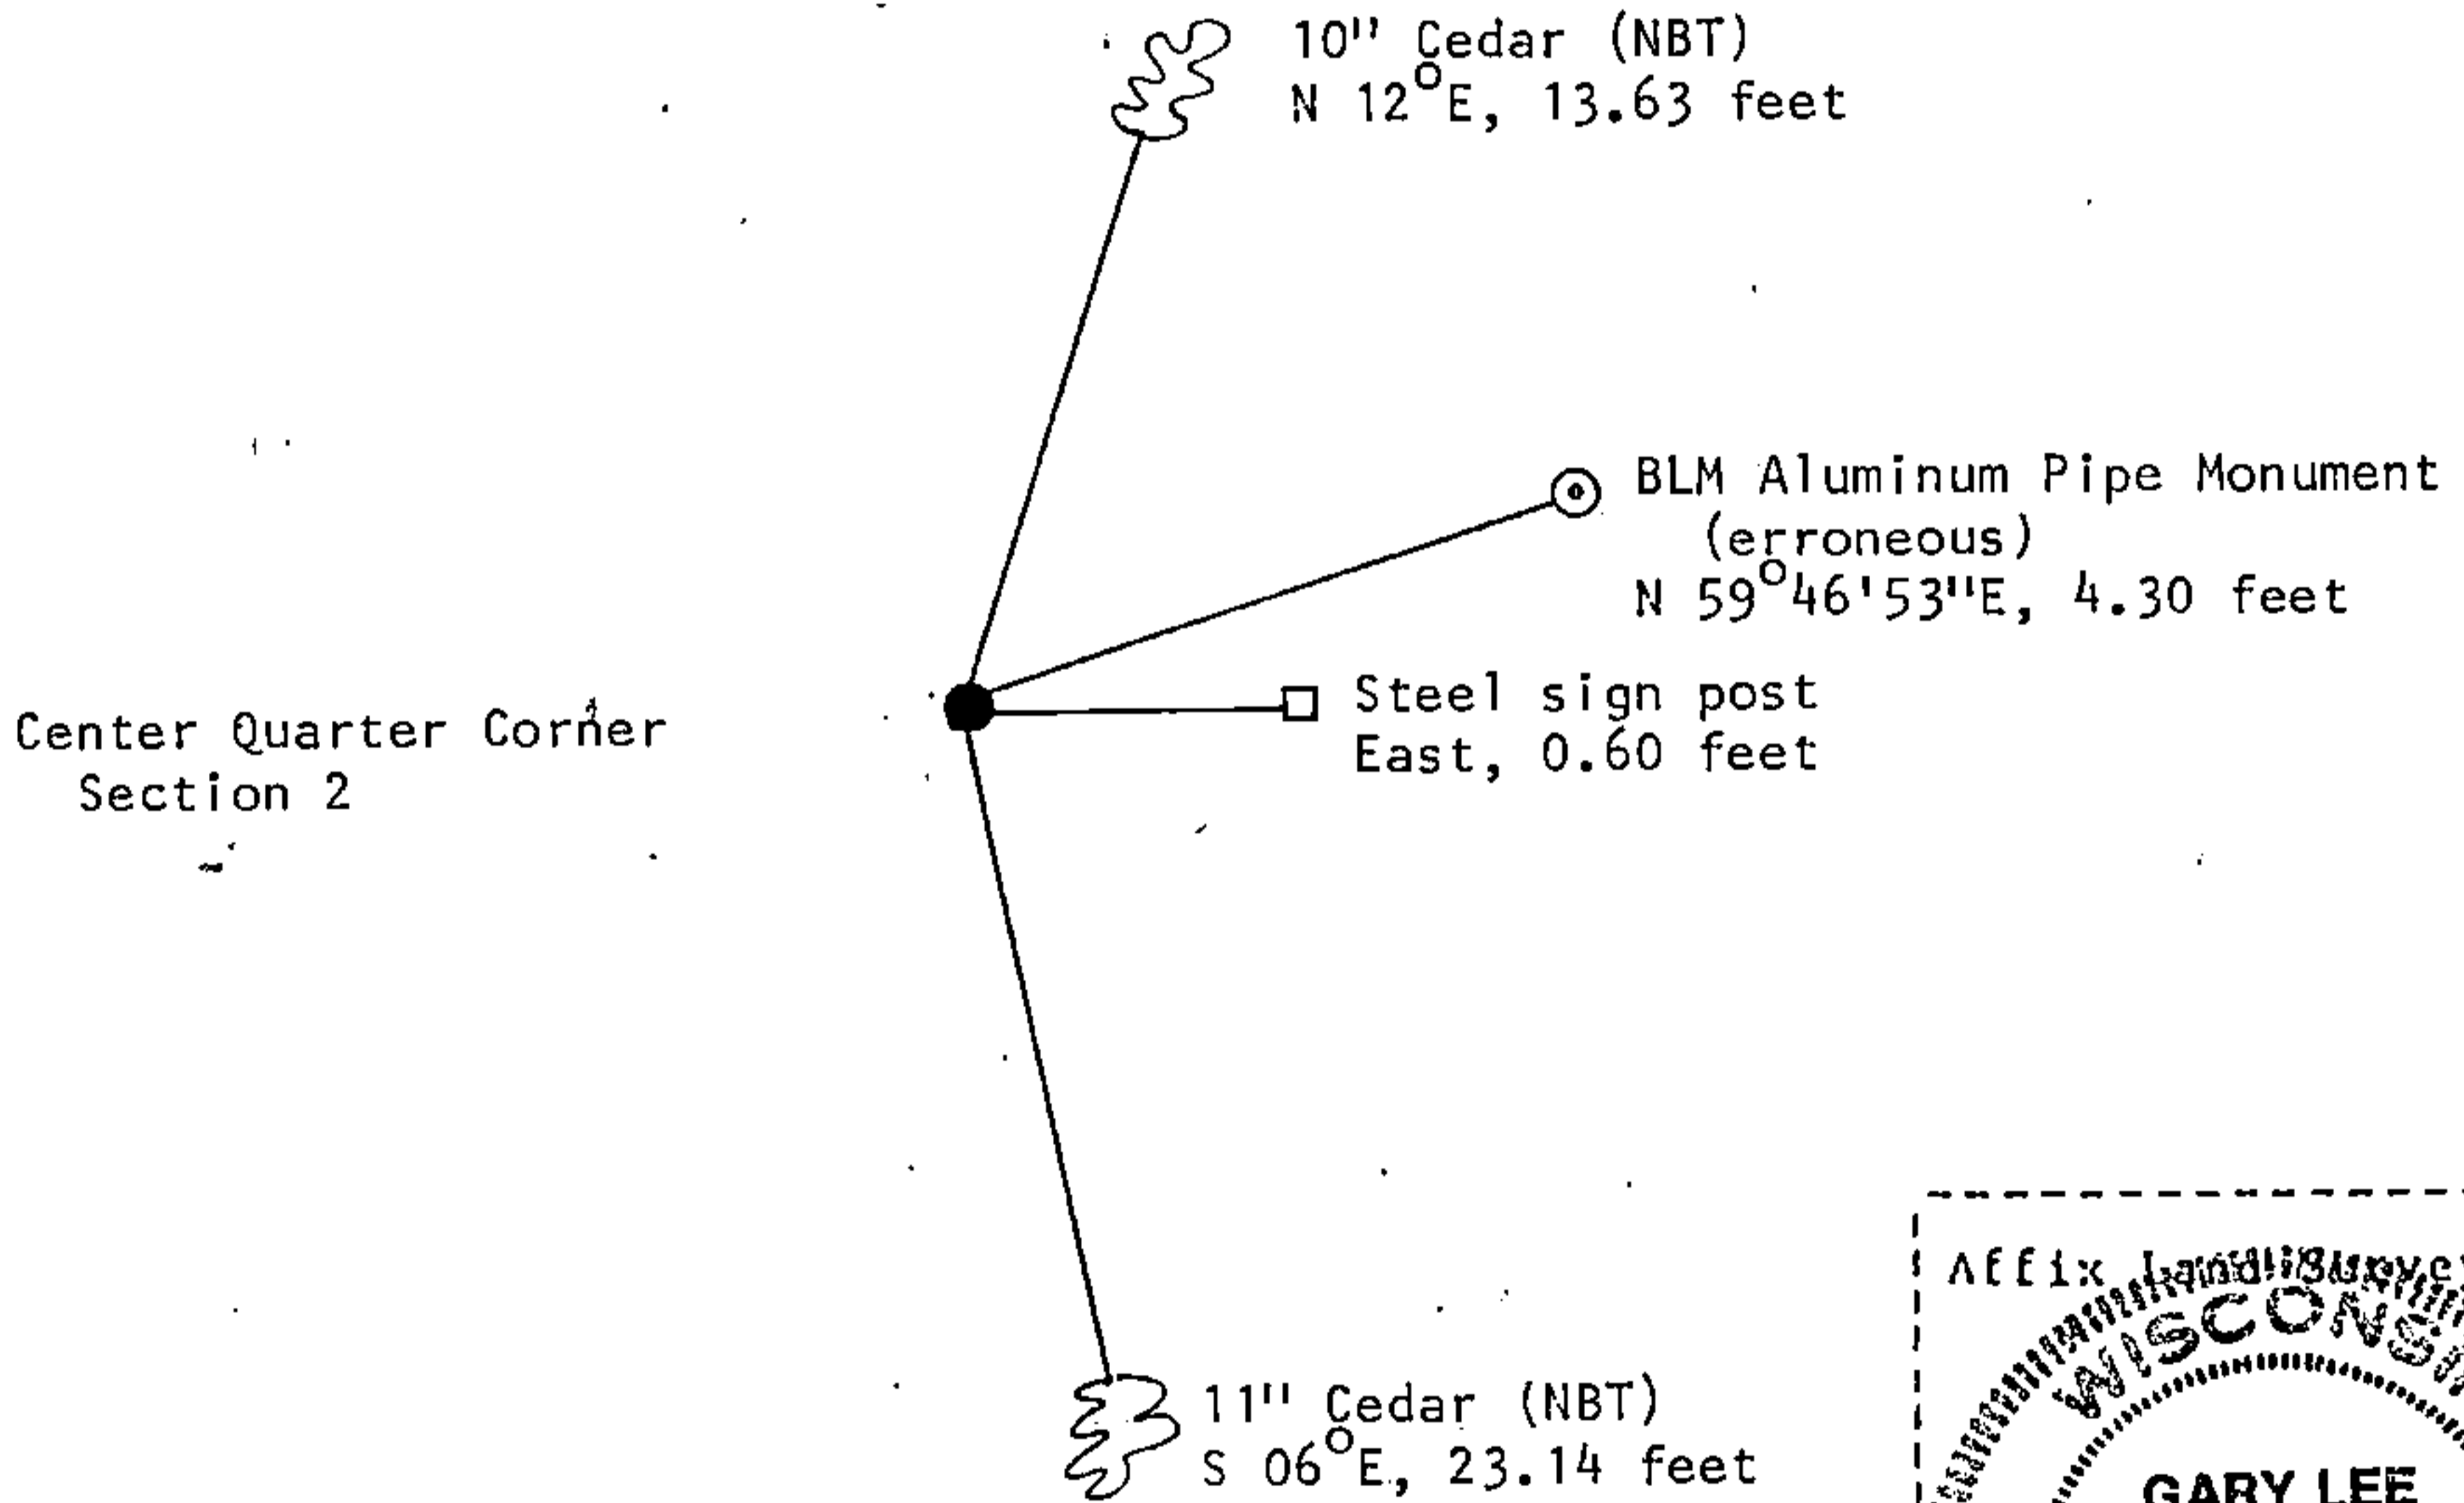 10" Cedar (NBT)
N 12°E, 13.63 feet
BLM Aluminum Pipe Monument
(erroneous)
N 59°46'53"E, 4.30 feet
Steel sign post
East, 0.60 feet
Center Quarter Corner
Section 2
11" Cedar (NBT)
S 06°E, 23.14 feet
Affix Land
WISCONS
GARY LEE